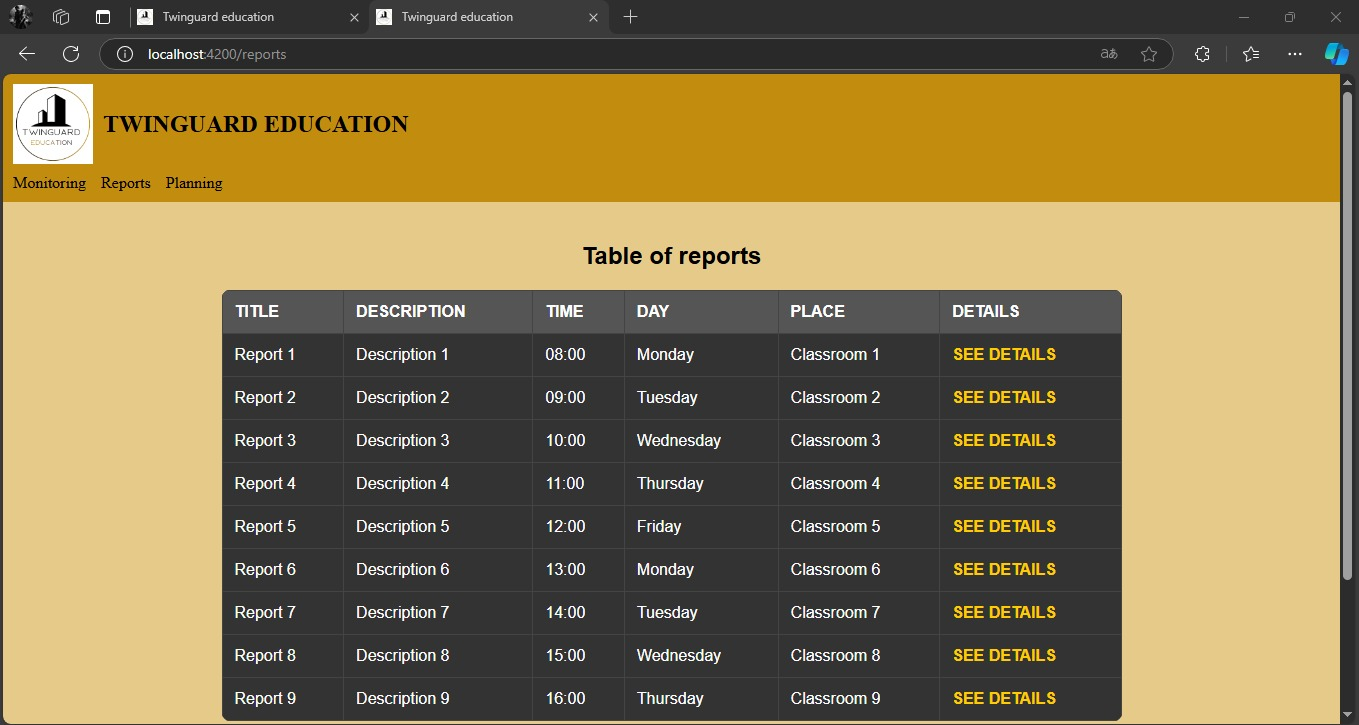 Twinguard education
Twinguard education
localhost:4200/reports
aあ
TWINGUARD
EDUCATION
TWINGUARD EDUCATION
Monitoring Reports Planning
Table of reports
TITLE DESCRIPTION TIME DAY PLACE DETAILS
Report 1 Description 1 08:00 Monday Classroom 1 SEE DETAILS
Report 2 Description 2 09:00 Tuesday Classroom 2 SEE DETAILS
Report 3 Description 3 10:00 Wednesday Classroom 3 SEE DETAILS
Report 4 Description 4 11:00 Thursday Classroom 4 SEE DETAILS
Report 5 Description 5 12:00 Friday Classroom 5 SEE DETAILS
Report 6 Description 6 13:00 Monday Classroom 6 SEE DETAILS
Report 7 Description 7 14:00 Tuesday Classroom 7 SEE DETAILS
Report 8 Description 8 15:00 Wednesday Classroom 8 SEE DETAILS
Report 9 Description 9 16:00 Thursday Classroom 9 SEE DETAILS